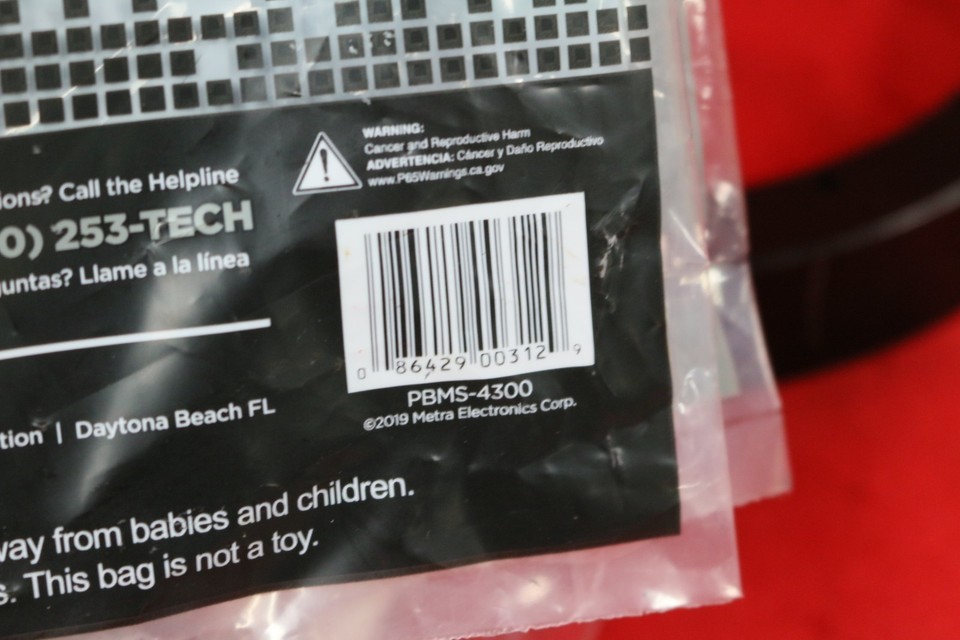 WARNING:
Cancer and Reproductive Harm
ADVERTENCIA: Cáncer y Daño Reproductivo
www.P65Warnings.ca.gov
ions? Call the Helpline
0) 253-TECH
guntas? Llame a la línea
0 86429 00312 9
PBMS-4300
©2019 Metra Electronics Corp.
tion | Daytona Beach FL
way from babies and children.
s. This bag is not a toy.